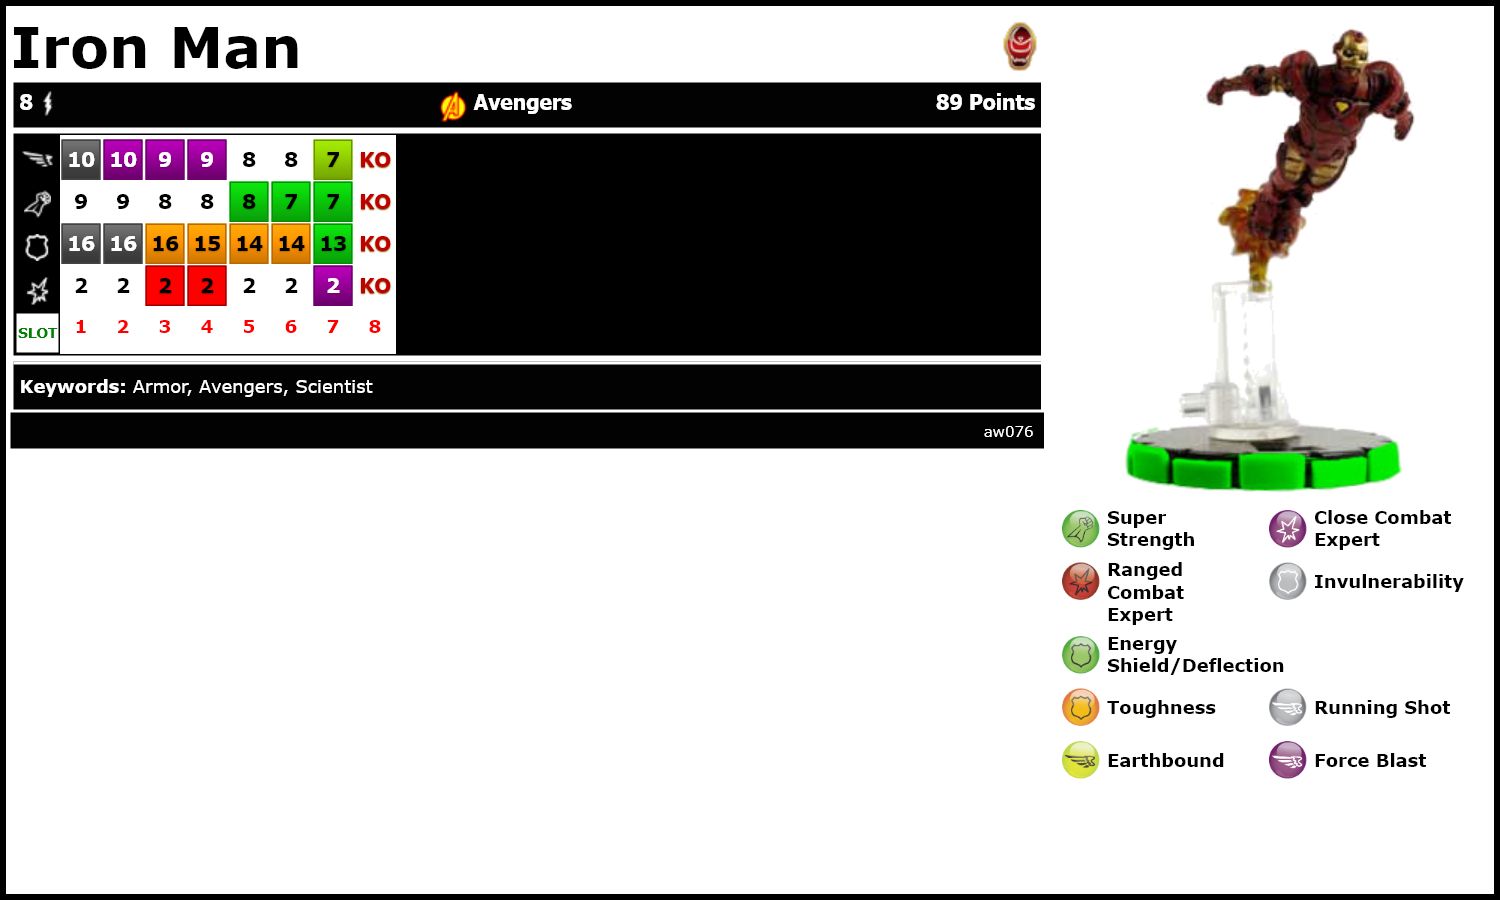 Iron Man
8 Avengers 89 Points
10 10 9 9 8 8 7 KO
9 9 8 8 8 7 7 KO
16 16 16 15 14 14 13 KO
2 2 2 2 2 2 2 KO
SLOT 1 2 3 4 5 6 7 8
Keywords: Armor, Avengers, Scientist
aw076
Super
Strength
Close Combat
Expert
Ranged
Combat
Expert
Invulnerability
Energy
Shield/Deflection
Toughness
Running Shot
Earthbound
Force Blast